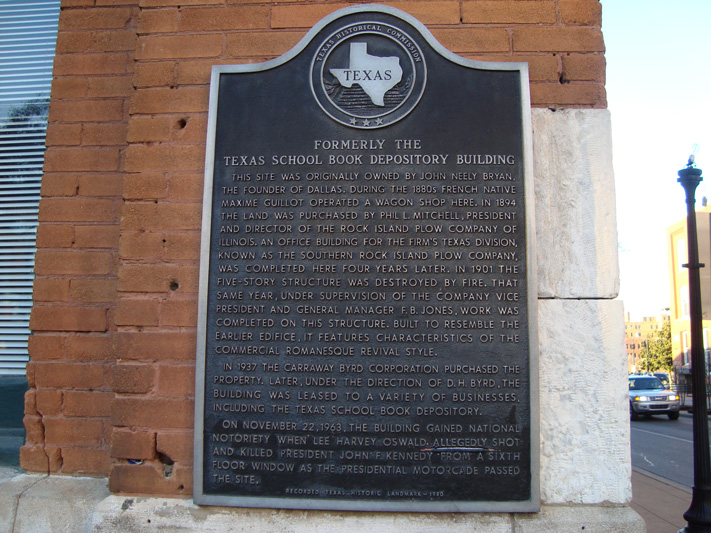 TEXAS HISTORICAL COMMISSION
TEXAS
FORMERLY THE
TEXAS SCHOOL BOOK DEPOSITORY BUILDING
THIS SITE WAS ORIGINALLY OWNED BY JOHN NEELY BRYAN,
THE FOUNDER OF DALLAS. DURING THE 1880s FRENCH NATIVE
MAXIME GUILLOT OPERATED A WAGON SHOP HERE. IN 1894
THE LAND WAS PURCHASED BY PHIL L. MITCHELL, PRESIDENT
AND DIRECTOR OF THE ROCK ISLAND PLOW COMPANY OF
ILLINOIS. AN OFFICE BUILDING FOR THE FIRM'S TEXAS DIVISION,
KNOWN AS THE SOUTHERN ROCK ISLAND PLOW COMPANY,
WAS COMPLETED HERE FOUR YEARS LATER. IN 1901 THE
FIVE-STORY STRUCTURE WAS DESTROYED BY FIRE. THAT
SAME YEAR, UNDER SUPERVISION OF THE COMPANY VICE
PRESIDENT AND GENERAL MANAGER F. B. JONES, WORK WAS
COMPLETED ON THIS STRUCTURE. BUILT TO RESEMBLE THE
EARLIER EDIFICE, IT FEATURES CHARACTERISTICS OF THE
COMMERCIAL ROMANESQUE REVIVAL STYLE.
IN 1937 THE CARRAWAY BYRD CORPORATION PURCHASED THE
PROPERTY. LATER, UNDER THE DIRECTION OF D. H. BYRD, THE
BUILDING WAS LEASED TO A VARIETY OF BUSINESSES,
INCLUDING THE TEXAS SCHOOL BOOK DEPOSITORY.
ON NOVEMBER 22, 1963, THE BUILDING GAINED NATIONAL
NOTORIETY WHEN LEE HARVEY OSWALD ALLEGEDLY SHOT
AND KILLED PRESIDENT JOHN F. KENNEDY FROM A SIXTH
FLOOR WINDOW AS THE PRESIDENTIAL MOTORCADE PASSED
THE SITE.
RECORDED TEXAS HISTORIC LANDMARK – 1980